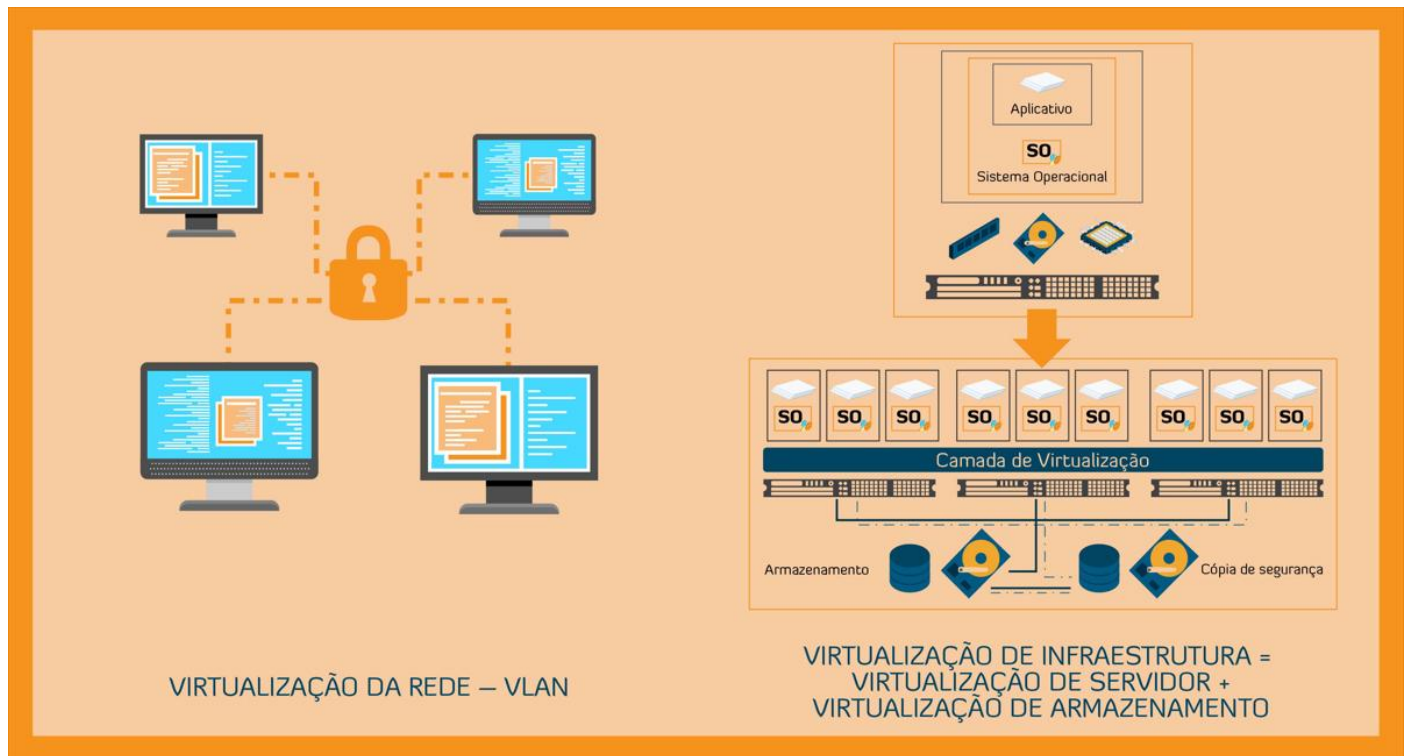 Aplicativo
SO
Sistema Operacional
SO SO SO SO SO SO SO SO SO
Camada de Virtualização
Armazenamento
Cópia de segurança
VIRTUALIZAÇÃO DA REDE – VLAN
VIRTUALIZAÇÃO DE INFRAESTRUTURA =
VIRTUALIZAÇÃO DE SERVIDOR +
VIRTUALIZAÇÃO DE ARMAZENAMENTO